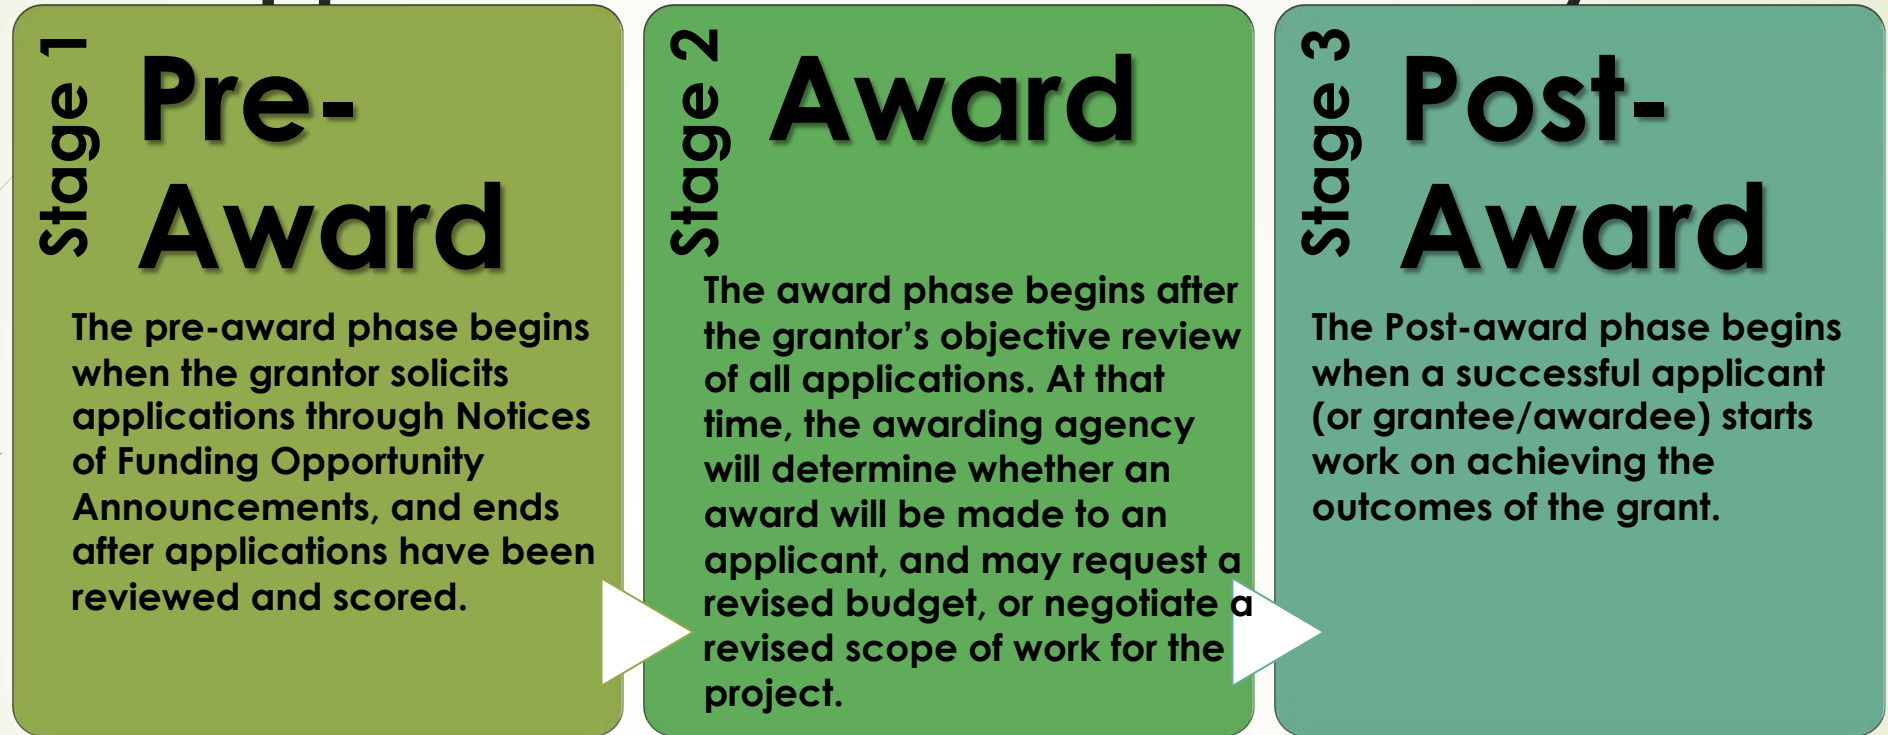 Stage 1
Pre-
Award
The pre-award phase begins
when the grantor solicits
applications through Notices
of Funding Opportunity
Announcements, and ends
after applications have been
reviewed and scored.
Stage 2
Award
The award phase begins after
the grantor’s objective review
of all applications. At that
time, the awarding agency
will determine whether an
award will be made to an
applicant, and may request a
revised budget, or negotiate a
revised scope of work for the
project.
Stage 3
Post-
Award
The Post-award phase begins
when a successful applicant
(or grantee/awardee) starts
work on achieving the
outcomes of the grant.